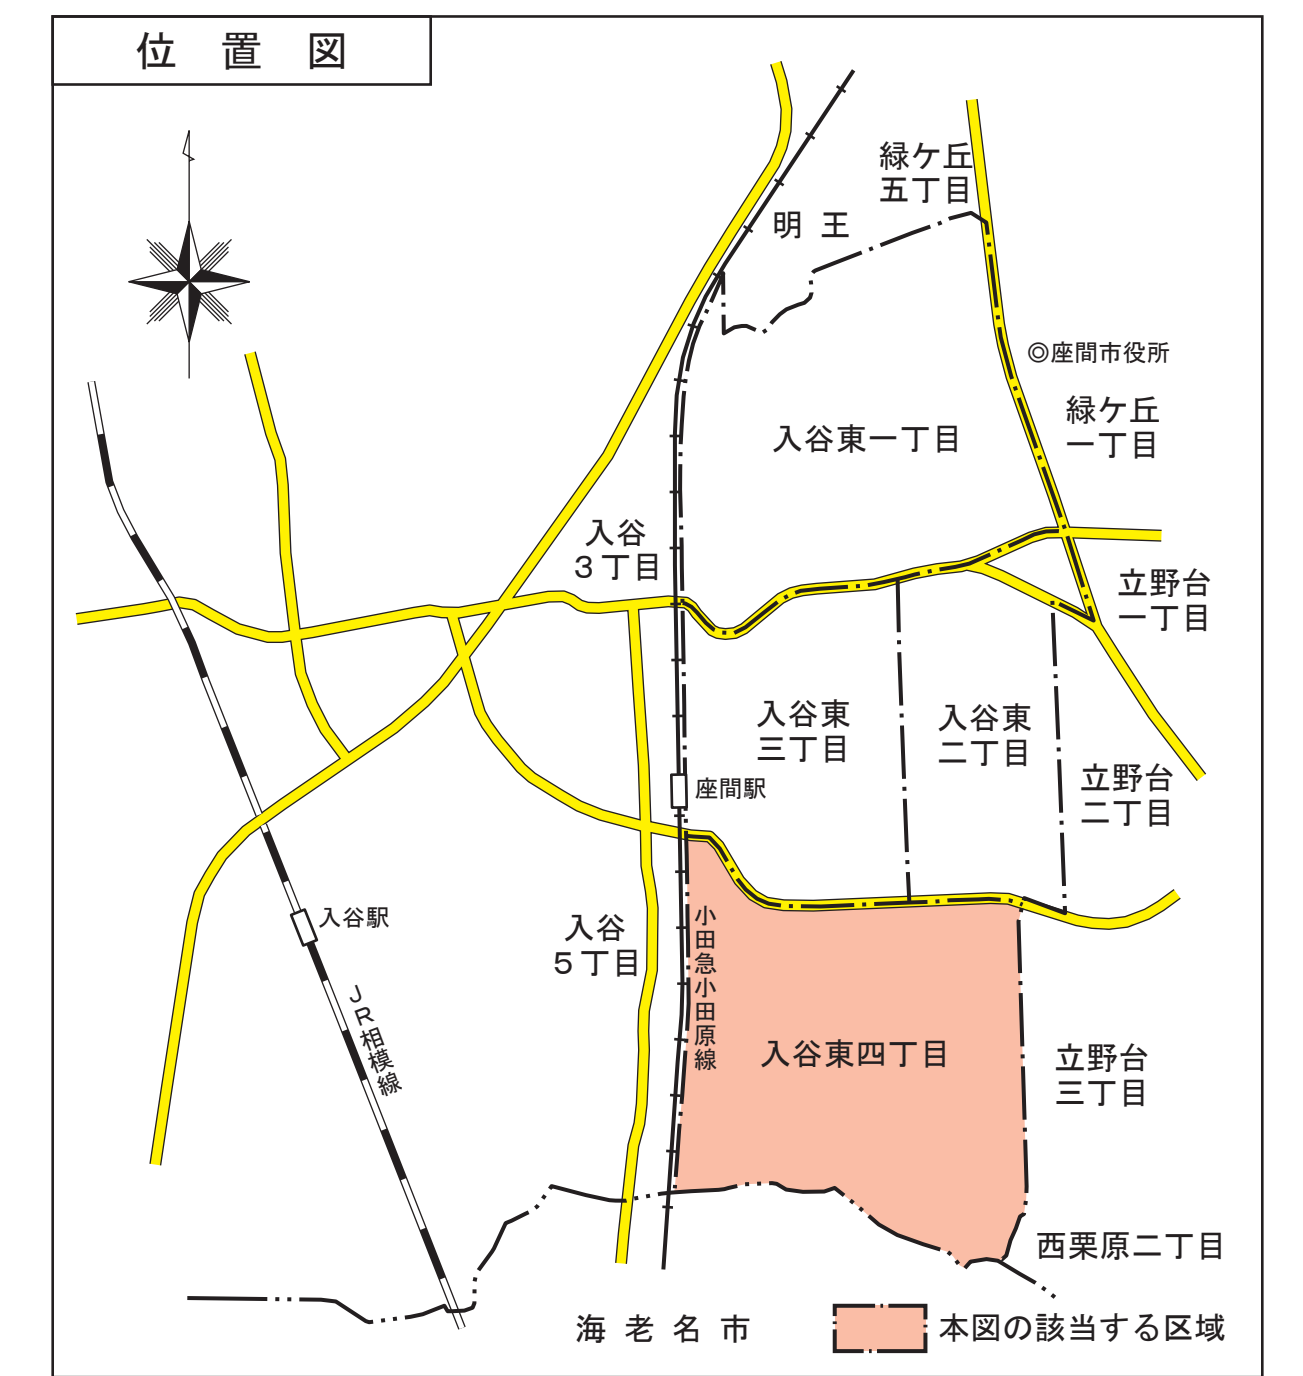 位置図
緑ケ丘
五丁目
明王
◎座間市役所
緑ケ丘
一丁目
入谷東一丁目
入谷
３丁目
立野台
一丁目
入谷東
三丁目
入谷東
二丁目
座間駅
立野台
二丁目
入谷駅
入谷
５丁目
小田急小田原線
ＪＲ相模線
入谷東四丁目
立野台
三丁目
西栗原二丁目
海老名市
本図の該当する区域